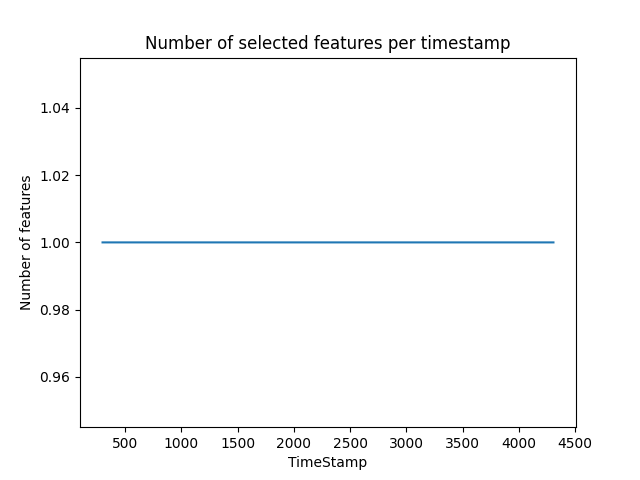 Number of selected features per timestamp
Number of features
1.04
1.02
1.00
0.98
0.96
500 1000 1500 2000 2500 3000 3500 4000 4500
TimeStamp